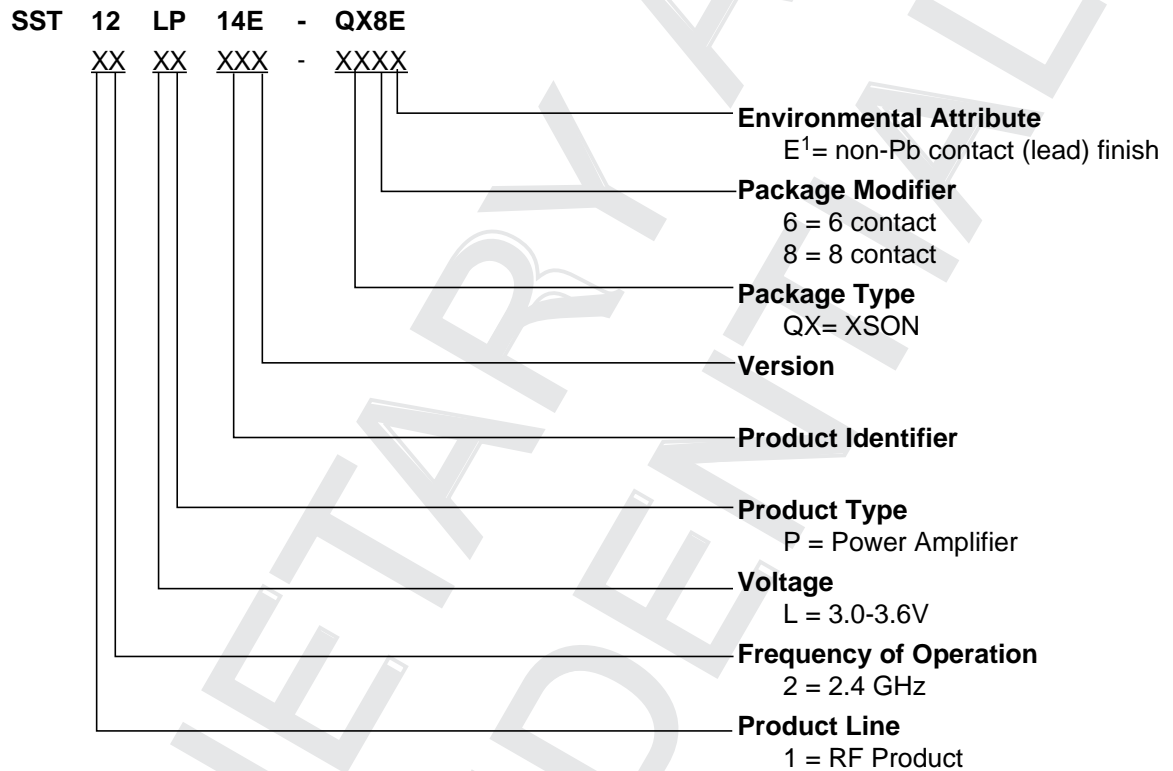 SST 12 LP 14E - QX8E
XX XX XXX - XXXX
Environmental Attribute
E1= non-Pb contact (lead) finish
Package Modifier
6 = 6 contact
8 = 8 contact
Package Type
QX= XSON
Version
Product Identifier
Product Type
P = Power Amplifier
Voltage
L = 3.0-3.6V
Frequency of Operation
2 = 2.4 GHz
Product Line
1 = RF Product